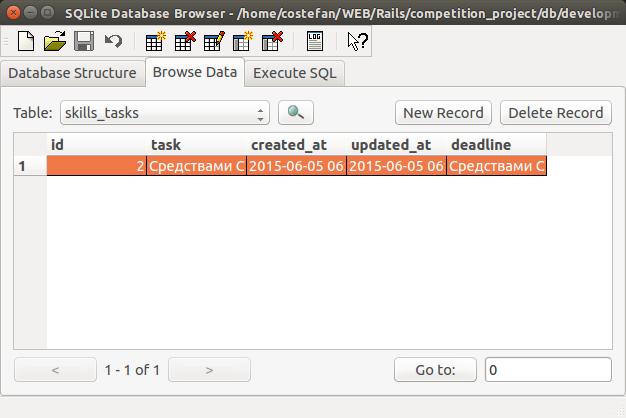 SQLite Database Browser - /home/costefan/WEB/Rails/competition_project/db/developm
LOG
Database Structure Browse Data Execute SQL
Table: skills_tasks New Record Delete Record
id task created_at updated_at deadline
1 2 Средствами С 2015-06-05 06 2015-06-05 06 Средствами С
< 1 - 1 of 1 > Go to: 0